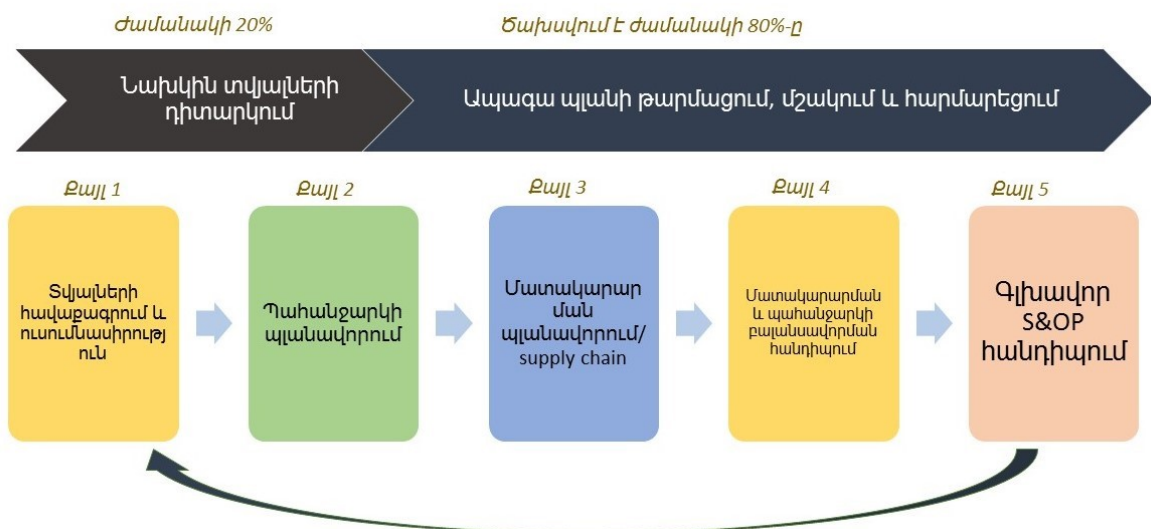 Ժամանակի 20%
Ծախսվում է ժամանակի 80%-ը
Նախկին տվյալների
դիտարկում
Ապագա պլանի թարմացում, մշակում և հարմարեցում
Քայլ 1
Քայլ 2
Քայլ 3
Քայլ 4
Քայլ 5
Տվյալների
հավաքագրում և
ուսումնասիրությ
ուն
Պահանջարկի
պլանավորում
Մատակարար
ման
պլանավորում/
supply chain
Մատակարարման
և պահանջարկի
բալանսավորման
հանդիպում
Գլխավոր
S&OP
հանդիպում